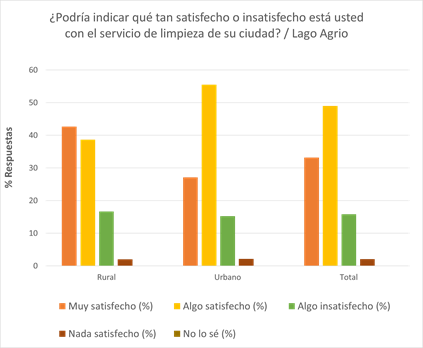 ¿Podría indicar qué tan satisfecho o insatisfecho está usted
con el servicio de limpieza de su ciudad? / Lago Agrio
60
50
40
30
20
10
0
% Respuestas
Rural Urbano Total
Muy satisfecho (%) Algo satisfecho (%) Algo insatisfecho (%)
Nada satisfecho (%) No lo sé (%)